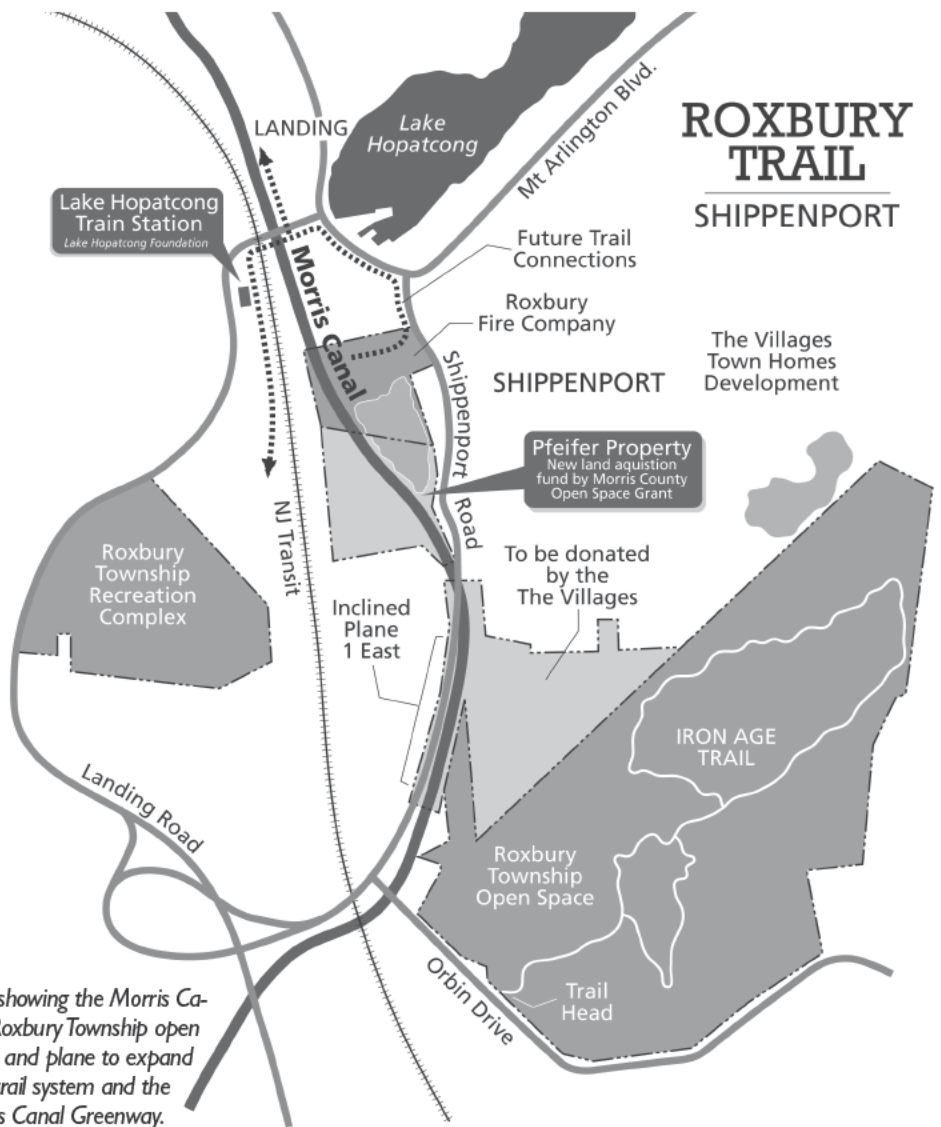 ROXBURY
TRAIL
SHIPPENPORT
LANDING
Lake
Hopatcong
Mt Arlington Blvd.
Lake Hopatcong
Train Station
Lake Hopatcong Foundation
Future Trail
Connections
Morris Canal
Roxbury
Fire Company
The Villages
Town Homes
Development
SHIPPENPORT
Shippenport Road
Pfeifer Property
New land aquistion
fund by Morris County
Open Space Grant
NJ Transit
Roxbury
Township
Recreation
Complex
To be donated
by the
The Villages
Inclined
Plane
1 East
IRON AGE
TRAIL
Landing Road
Roxbury
Township
Open Space
Trail
Head
Orbin Drive
showing the Morris Ca-
Roxbury Township open
and plane to expand
rail system and the
s Canal Greenway.